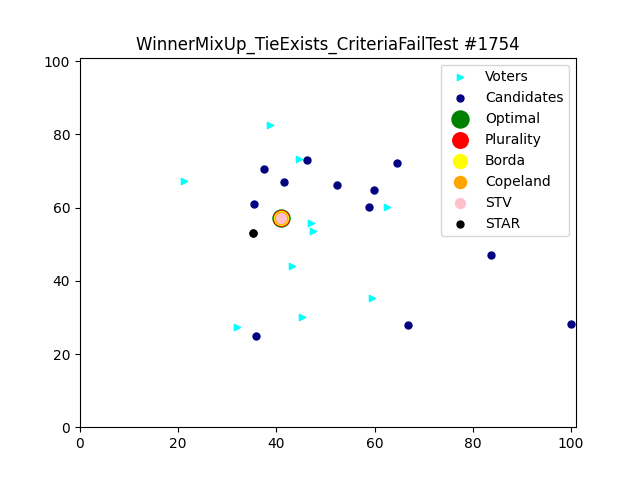 WinnerMixUp_TieExists_CriteriaFailTest #1754
100
80
60
40
20
0
0 20 40 60 80 100
Voters
Candidates
Optimal
Plurality
Borda
Copeland
STV
STAR